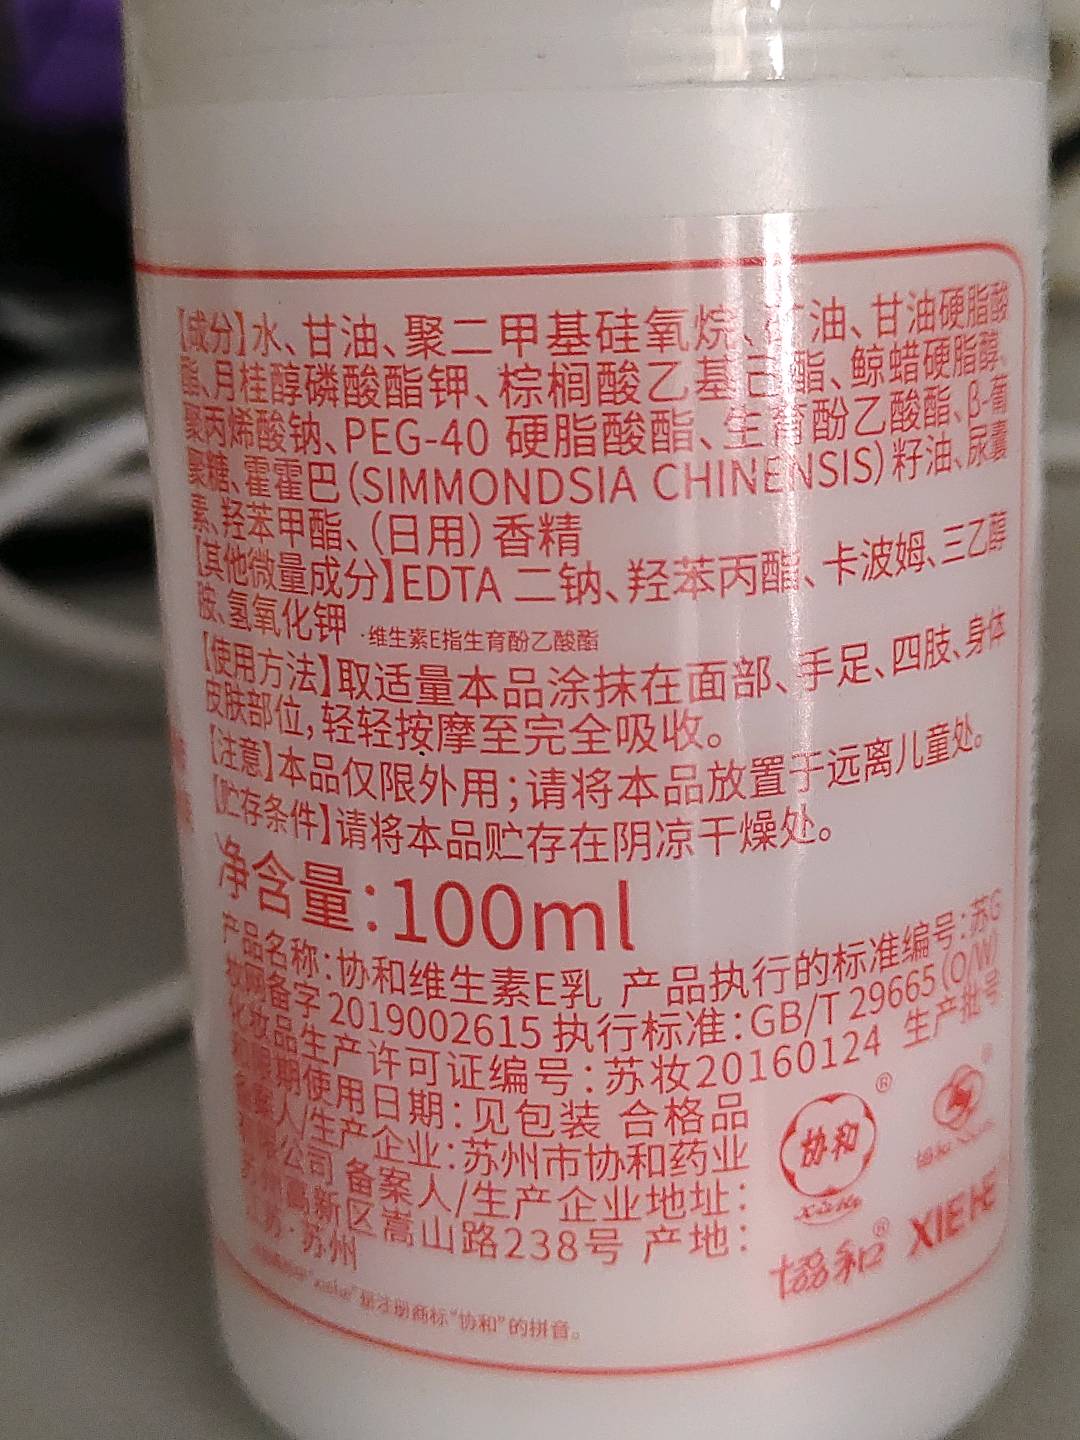 【成分】水、甘油、聚二甲基硅氧烷、油、甘油硬脂酸
酯、月桂醇磷酸酯钾、棕榈酸乙基己酯、鲸蜡硬脂醇、
聚丙烯酸钠、PEG-40 硬脂酸酯、生育酚乙酸酯、β-葡
聚糖、霍霍巴(SIMMONDSIA CHINENSIS)籽油、尿囊
素、羟苯甲酯、(日用)香精
【其他微量成分】EDTA 二钠、羟苯丙酯、卡波姆、三乙醇
胺、氢氧化钾 ·维生素E指生育酚乙酸酯
【使用方法】取适量本品涂抹在面部、手足、四肢、身体
皮肤部位,轻轻按摩至完全吸收。
【注意】本品仅限外用;请将本品放置于远离儿童处。
【贮存条件】请将本品贮存在阴凉干燥处。
净含量:100ml
产品名称:协和维生素E乳 产品执行的标准编号:苏G
妆网备字2019002615 执行标准:GB/T 29665(O/W)
化妆品生产许可证编号:苏妆20160124 生产批号
期使用日期:见包装 合格品
备案人/生产企业:苏州市协和药业
有限公司 备案人/生产企业地址:
苏州高新区嵩山路238号 产地:
江苏·苏州
"xiehe"是注册商标"协和"的拼音。
协和®
XieHe
®
協和®
XIEHE